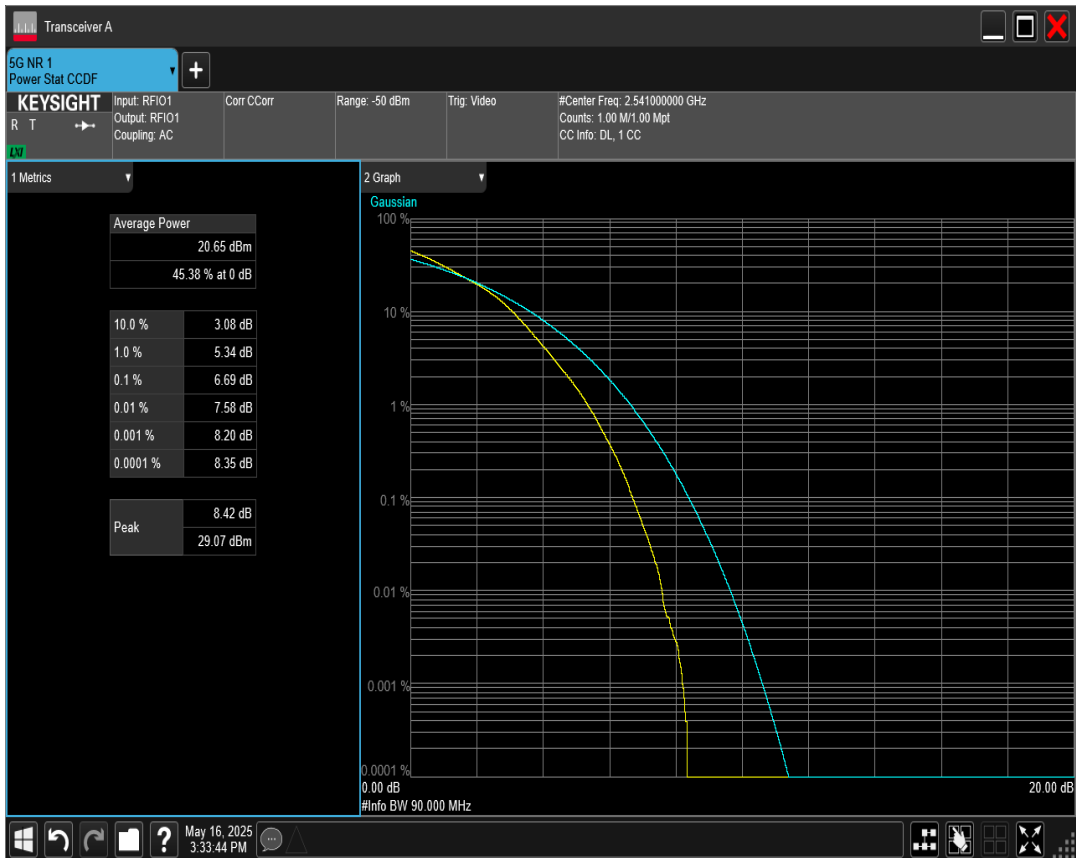 Transceiver A
5G NR 1
Power Stat CCDF
+
KEYSIGHT
R T
LXI
Input: RFIO1
Output: RFIO1
Coupling: AC
Corr CCorr
Range: -50 dBm
Trig: Video
#Center Freq: 2.541000000 GHz
Counts: 1.00 M/1.00 Mpt
CC Info: DL, 1 CC
1 Metrics
Average Power
20.65 dBm
45.38 % at 0 dB
10.0 % 3.08 dB
1.0 % 5.34 dB
0.1 % 6.69 dB
0.01 % 7.58 dB
0.001 % 8.20 dB
0.0001 % 8.35 dB
Peak
8.42 dB
29.07 dBm
2 Graph
Gaussian
100 %
10 %
1 %
0.1 %
0.01 %
0.001 %
0.0001 %
0.00 dB 20.00 dB
#Info BW 90.000 MHz
?
May 16, 2025
3:33:44 PM